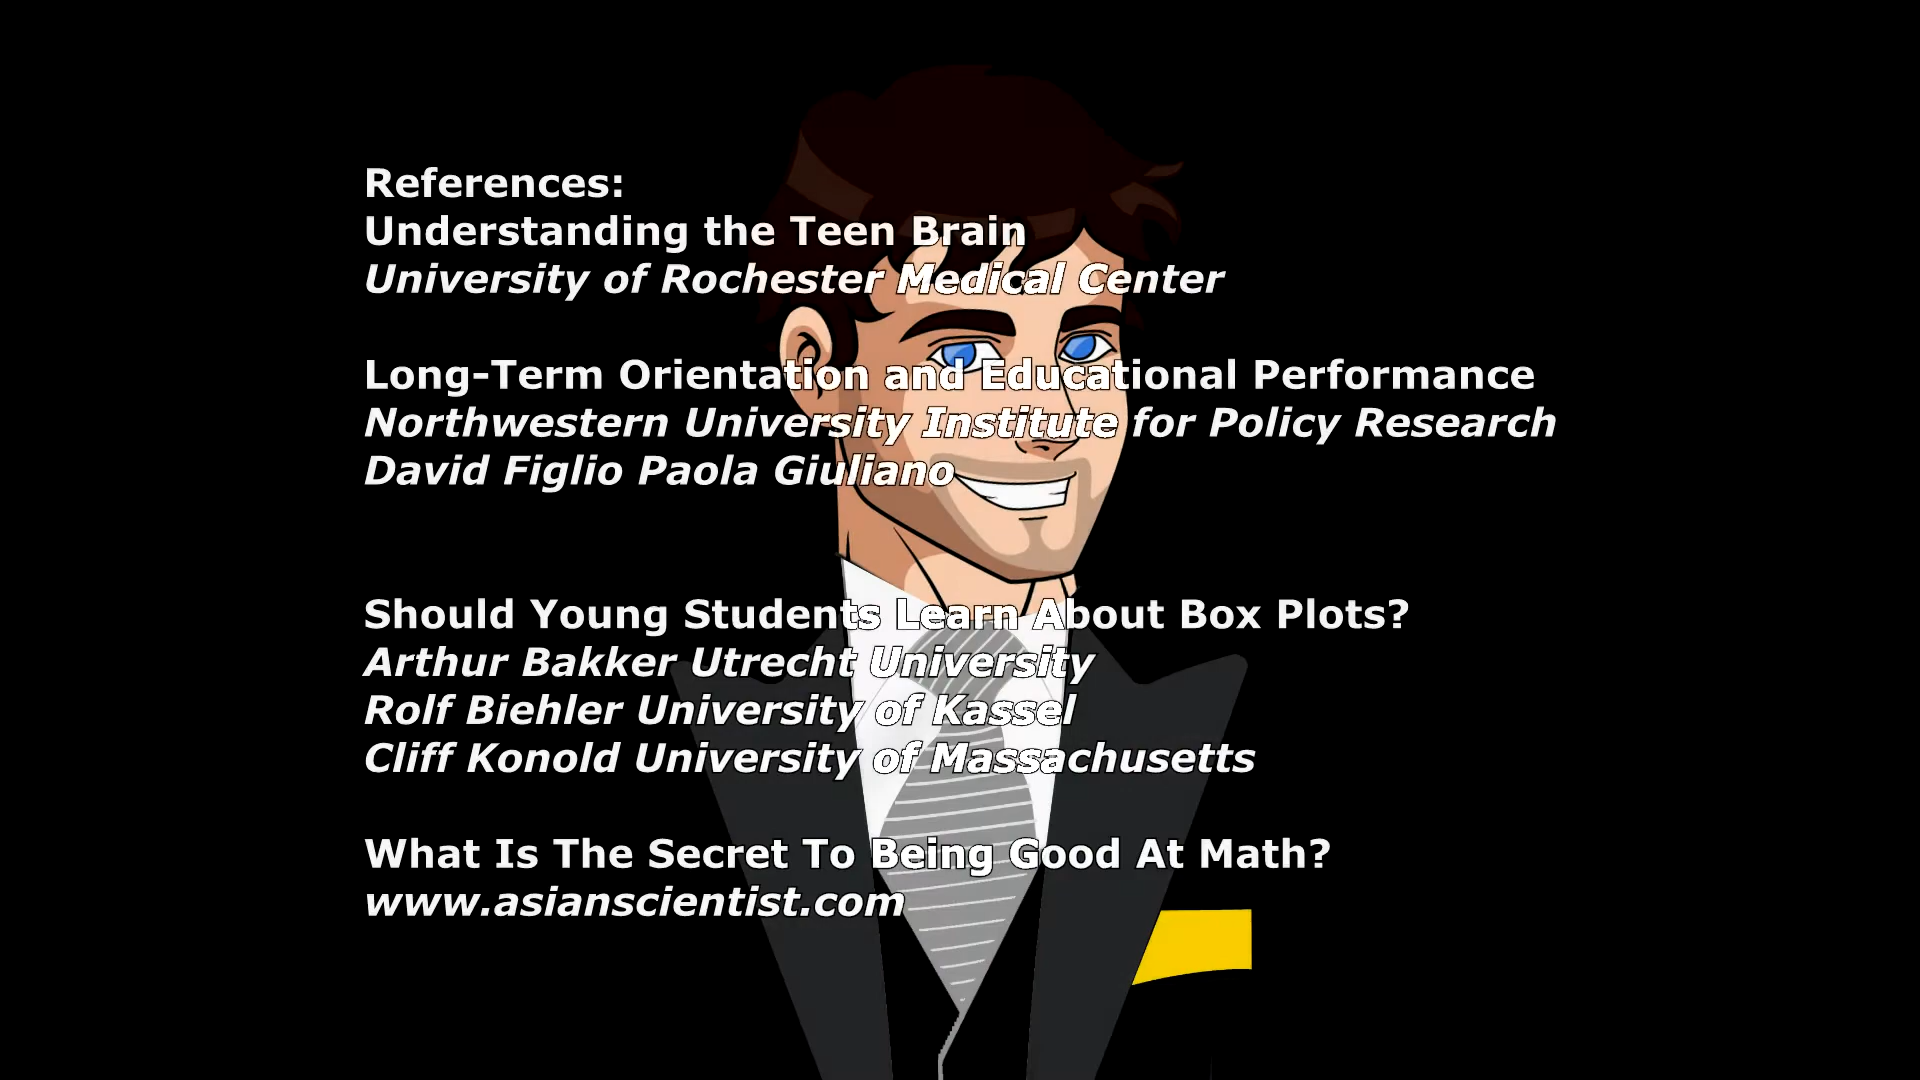 References:
Understanding the Teen Brain
University of Rochester Medical Center
Long-Term Orientation and Educational Performance
Northwestern University Institute for Policy Research
David Figlio Paola Giuliano
Should Young Students Learn About Box Plots?
Arthur Bakker Utrecht University
Rolf Biehler University of Kassel
Cliff Konold University of Massachusetts
What Is The Secret To Being Good At Math?
www.asianscientist.com